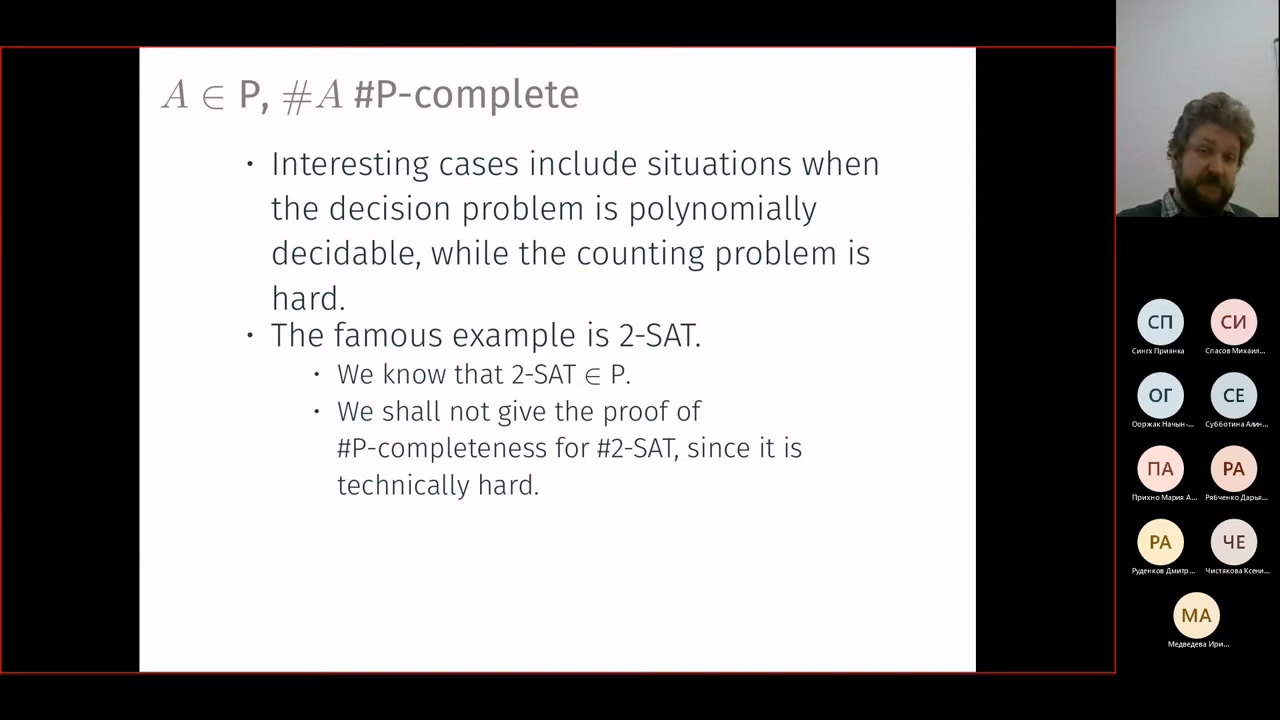 A ∈ P, #A #P-complete
• Interesting cases include situations when
the decision problem is polynomially
decidable, while the counting problem is
hard.
• The famous example is 2-SAT.
• We know that 2-SAT ∈ P.
• We shall not give the proof of
#P-completeness for #2-SAT, since it is
technically hard.
СП СИ
Сингх Приянка Спасов Михаил...
ОГ СЕ
Ооржак Начын-... Субботина Алин...
ПА РА
Прихно Мария А... Рябченко Дарья...
РА ЧЕ
Руденков Дмитр... Чистякова Ксени...
МА
Медведева Ири...